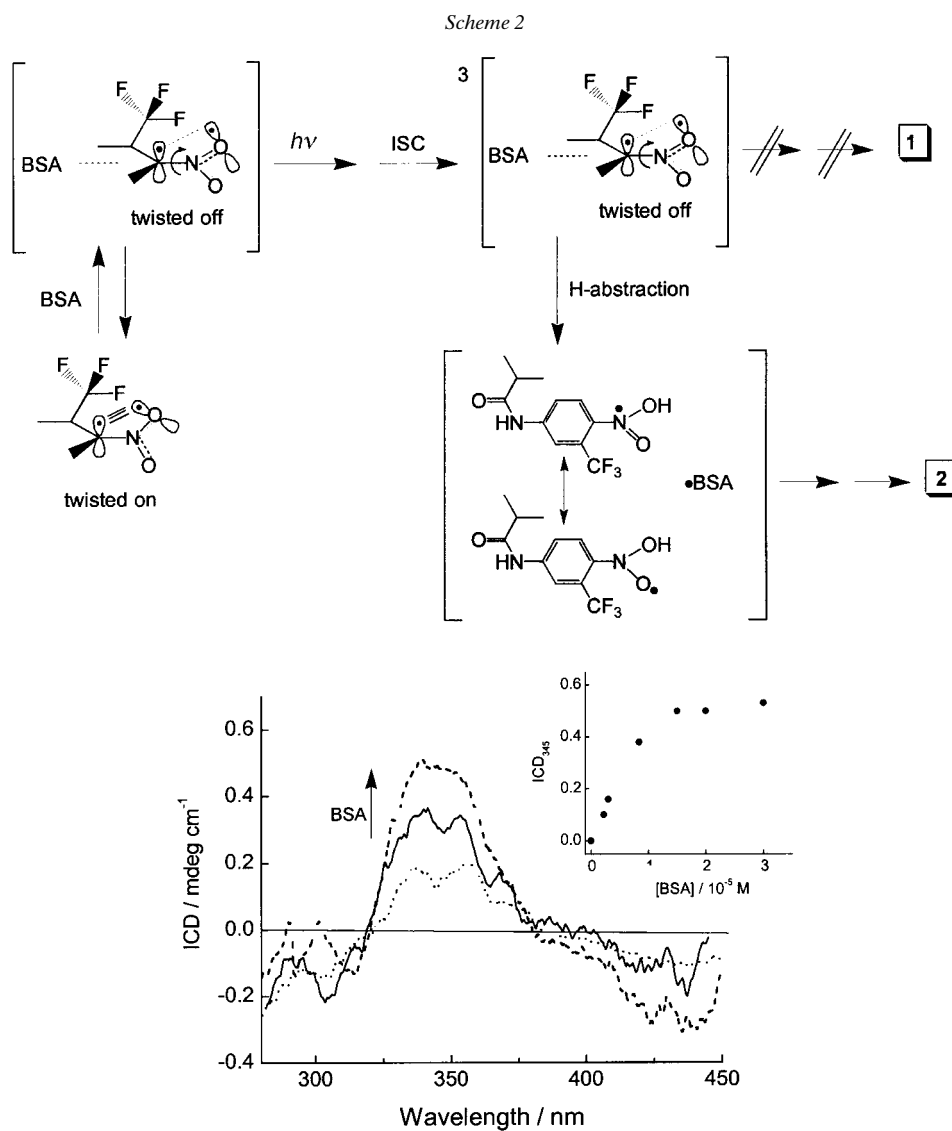 Scheme 2
3
F
F
F
BSA
N
O
O
twisted off
hν
ISC
BSA
F
F
F
N
O
O
twisted off
1
BSA
H-abstraction
F
F
F
N
O
O
twisted on
O
HN
N
OH
O
CF3
•BSA
2
O
HN
N
OH
O
CF3
0.6
0.4
0.2
0.0
-0.2
-0.4
ICD / mdeg cm-1
BSA
300
350
400
450
Wavelength / nm
0.6
0.4
0.2
0.0
ICD345
0
1
2
3
[BSA] / 10-5 M